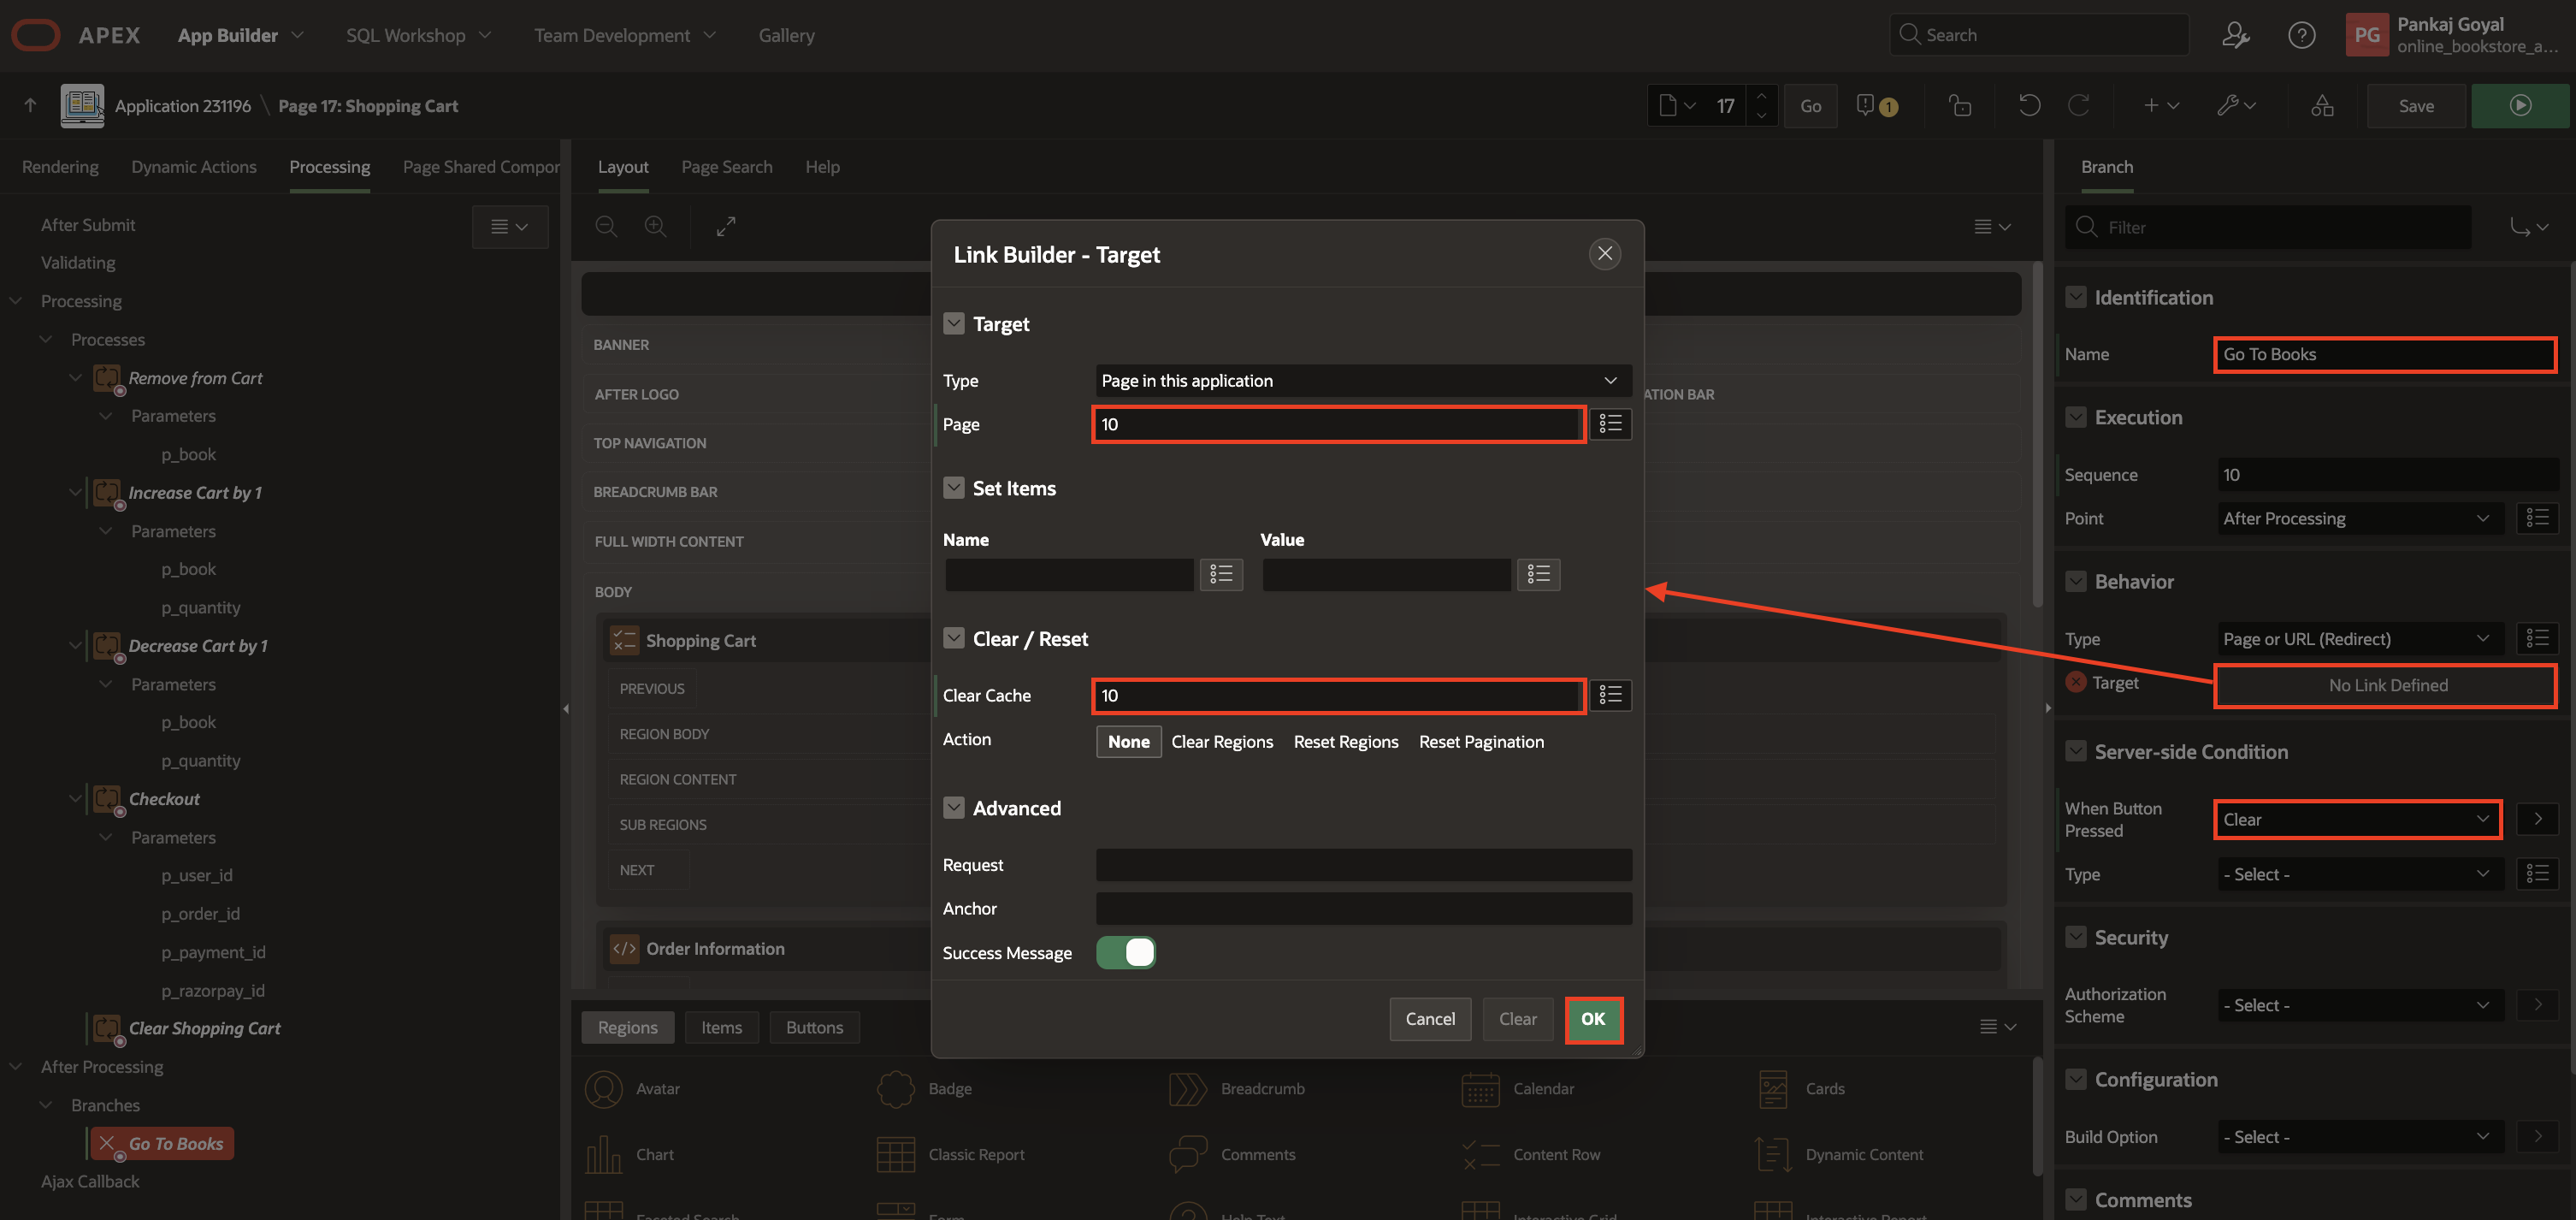 APEX
App Builder
SQL Workshop
Team Development
Gallery
Search
PG
Pankaj Goyal
online_bookstore_a...
Application 231196 \ Page 17: Shopping Cart
17
Go
1
Save
Rendering
Dynamic Actions
Processing
Page Shared Compor
After Submit
Validating
Processing
Processes
Remove from Cart
Parameters
p_book
Increase Cart by 1
Parameters
p_book
p_quantity
Decrease Cart by 1
Parameters
p_book
p_quantity
Checkout
Parameters
p_user_id
p_order_id
p_payment_id
p_razorpay_id
Clear Shopping Cart
After Processing
Branches
Go To Books
Ajax Callback
Layout
Page Search
Help
BANNER
AFTER LOGO
ATION BAR
TOP NAVIGATION
BREADCRUMB BAR
FULL WIDTH CONTENT
BODY
Shopping Cart
PREVIOUS
REGION BODY
REGION CONTENT
SUB REGIONS
NEXT
Order Information
Regions
Items
Buttons
Avatar
Badge
Breadcrumb
Calendar
Cards
Chart
Classic Report
Comments
Content Row
Dynamic Content
Faceted Search
Form
Help Text
Interactive Grid
Interactive Report
Link Builder - Target
Target
Type
Page in this application
Page
10
Set Items
Name
Value
Clear / Reset
Clear Cache
10
Action
None
Clear Regions
Reset Regions
Reset Pagination
Advanced
Request
Anchor
Success Message
Cancel
Clear
OK
Branch
Filter
Identification
Name
Go To Books
Execution
Sequence
10
Point
After Processing
Behavior
Type
Page or URL (Redirect)
Target
No Link Defined
Server-side Condition
When Button
Pressed
Clear
Type
- Select -
Security
Authorization
Scheme
- Select -
Configuration
Build Option
- Select -
Comments